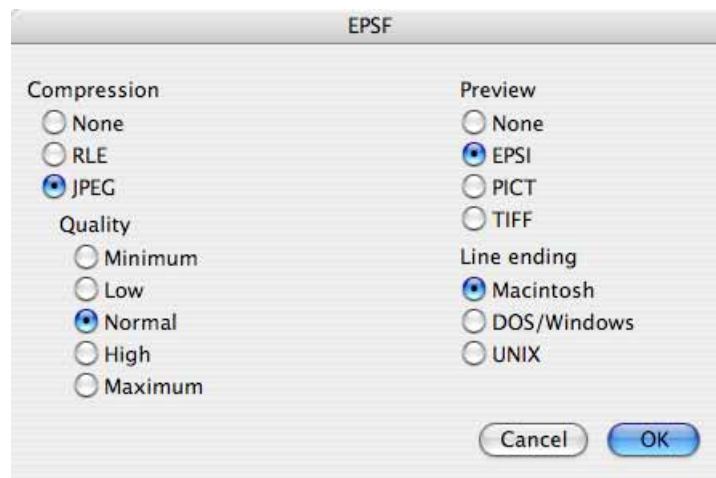 EPSF
Compression
None
RLE
JPEG
Quality
Minimum
Low
Normal
High
Maximum
Preview
None
EPSI
PICT
TIFF
Line ending
Macintosh
DOS/Windows
UNIX
Cancel
OK